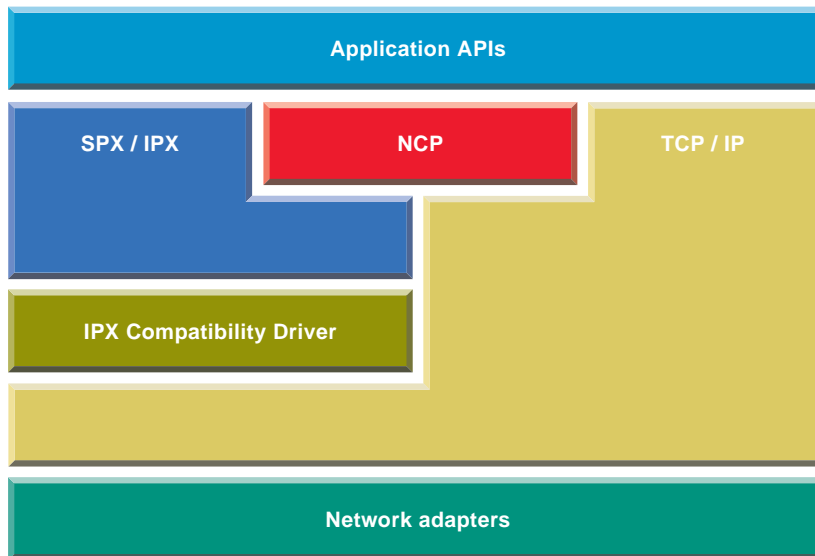 Application APIs
SPX / IPX
NCP
TCP / IP
IPX Compatibility Driver
Network adapters